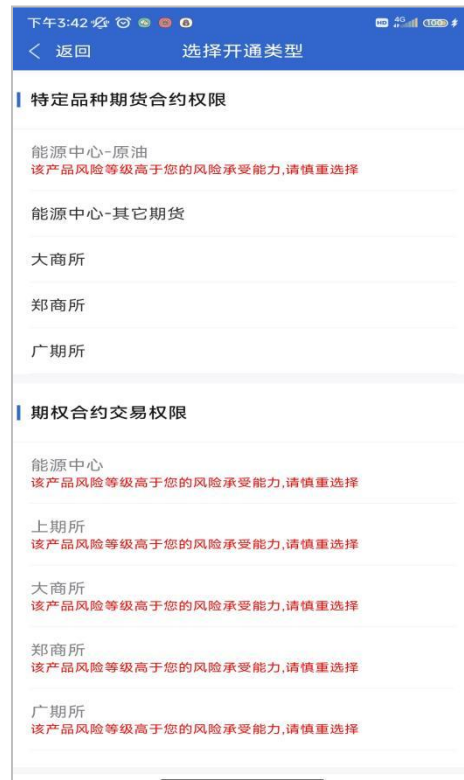 下午3:42
HD 4G 100
返回 选择开通类型
特定品种期货合约权限
能源中心-原油
该产品风险等级高于您的风险承受能力,请慎重选择
能源中心-其它期货
大商所
郑商所
广期所
期权合约交易权限
能源中心
该产品风险等级高于您的风险承受能力,请慎重选择
上期所
该产品风险等级高于您的风险承受能力,请慎重选择
大商所
该产品风险等级高于您的风险承受能力,请慎重选择
郑商所
该产品风险等级高于您的风险承受能力,请慎重选择
广期所
该产品风险等级高于您的风险承受能力,请慎重选择